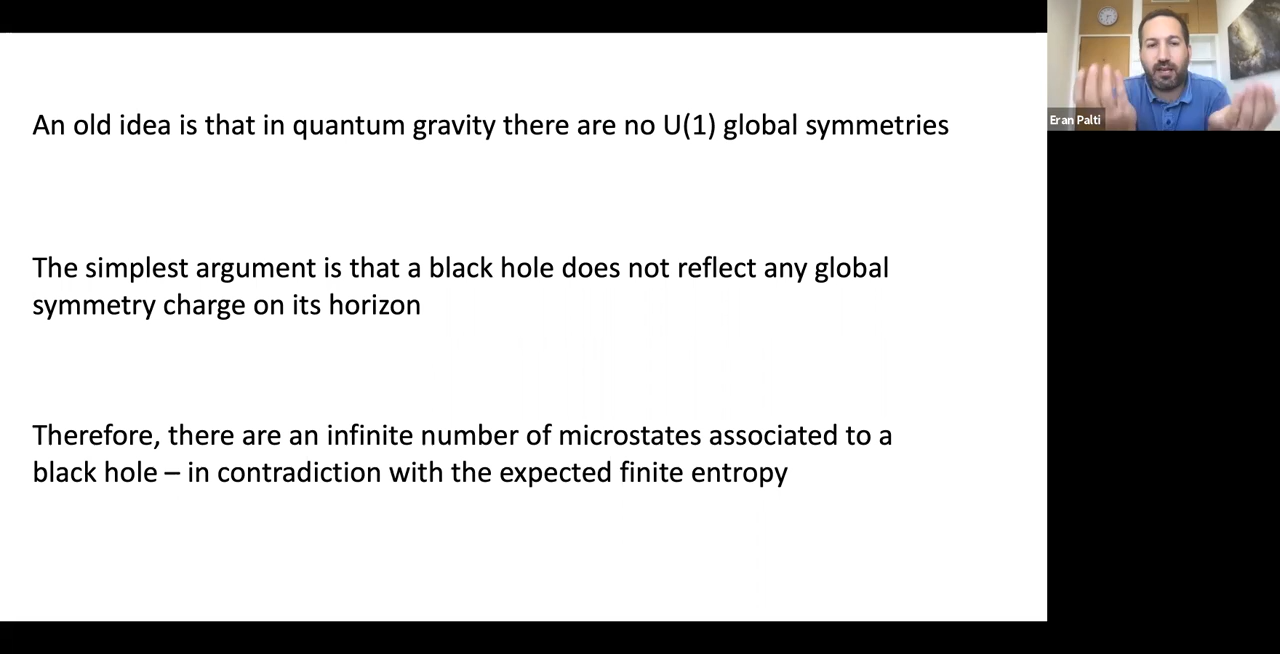 An old idea is that in quantum gravity there are no U(1) global symmetries
The simplest argument is that a black hole does not reflect any global
symmetry charge on its horizon
Therefore, there are an infinite number of microstates associated to a
black hole – in contradiction with the expected finite entropy
Eran Palti